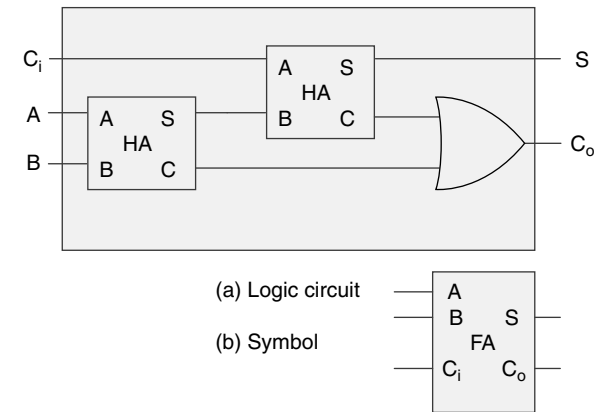 Cᵢ A S S
HA
A A S B C
HA Cₒ
B B C
(a) Logic circuit
A
B S
(b) Symbol
FA
Cᵢ Cₒ